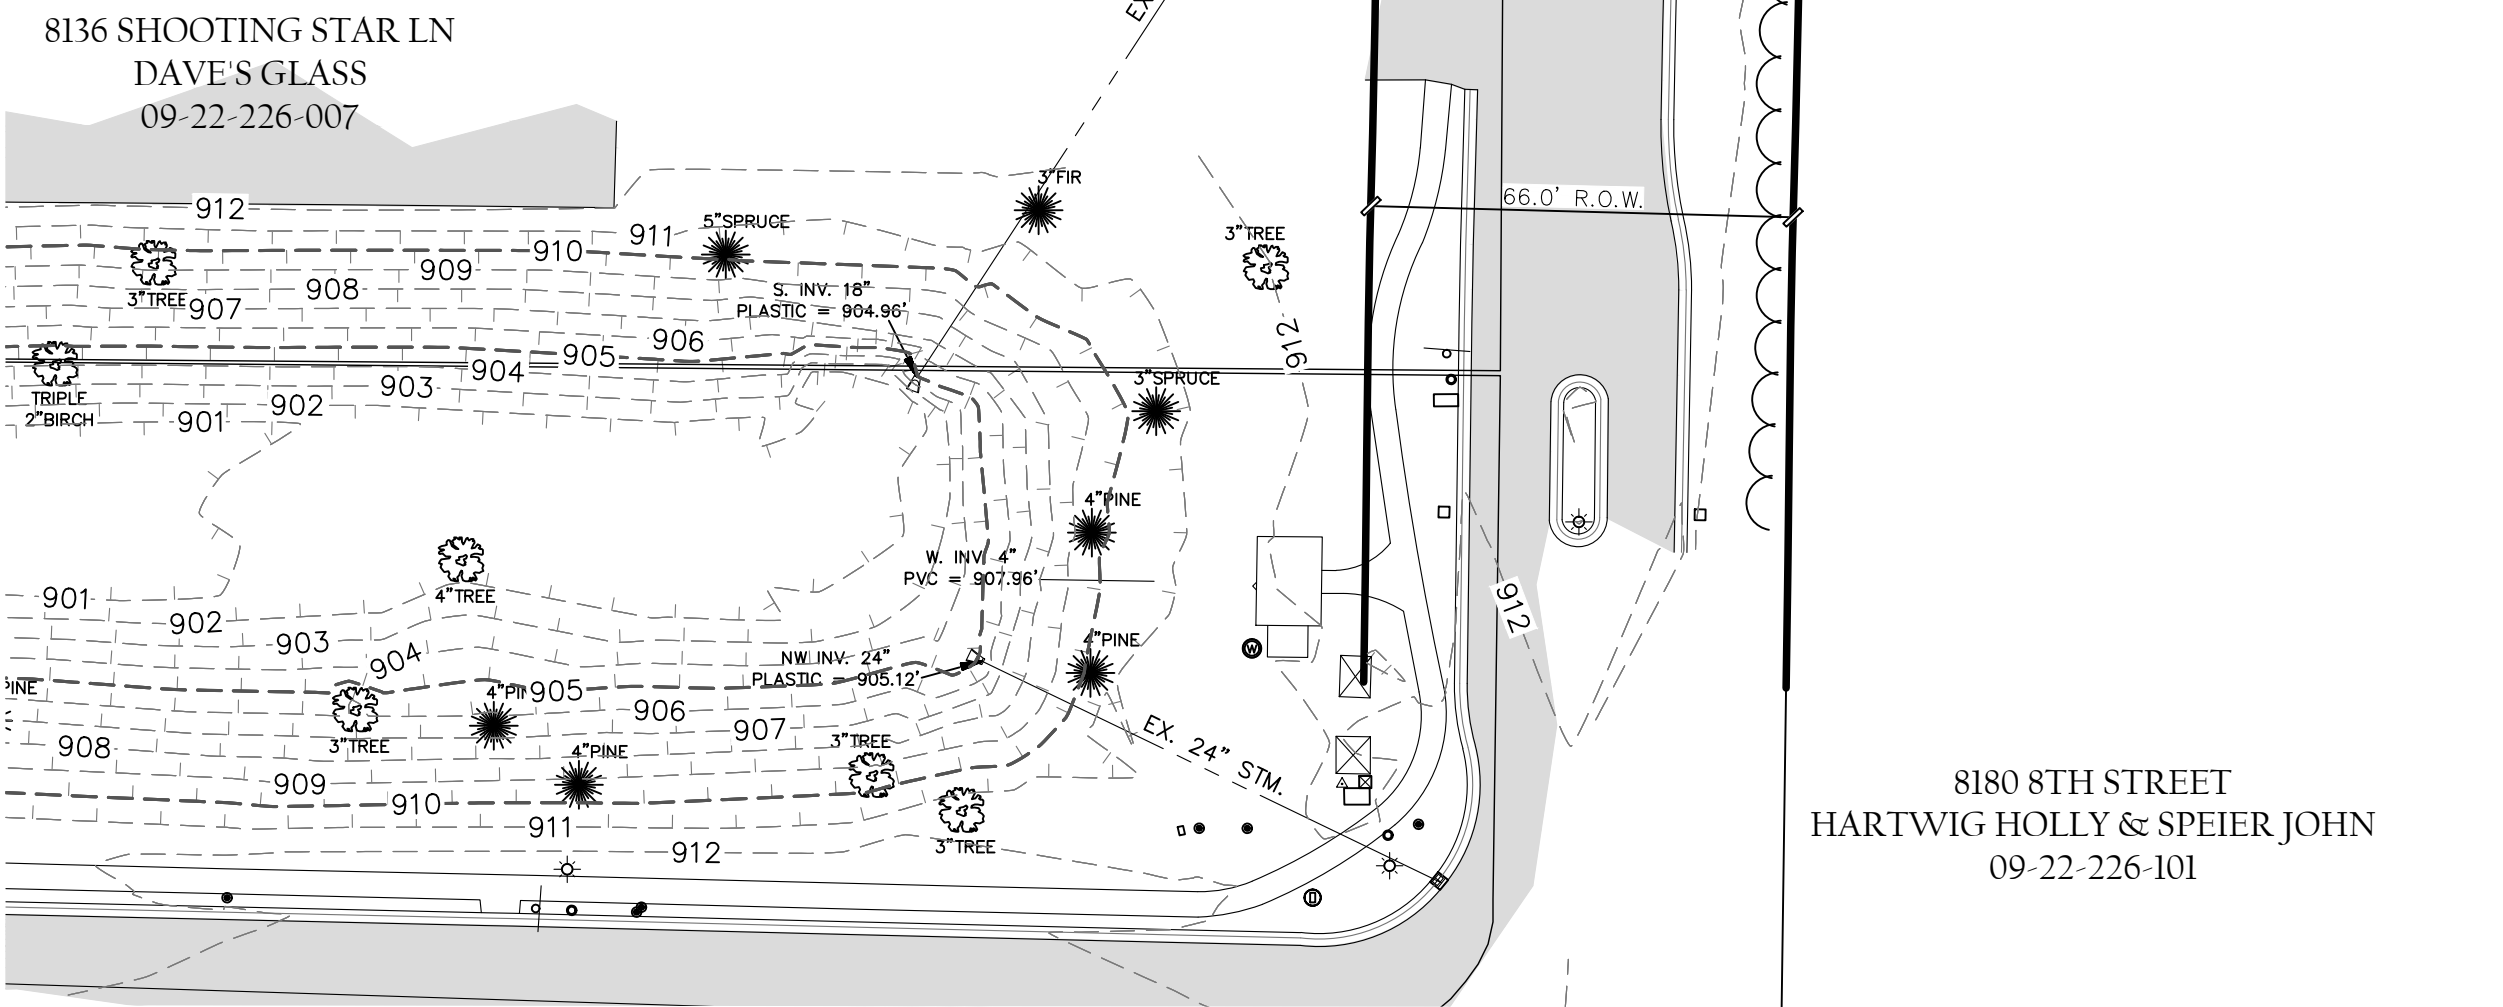 8136 SHOOTING STAR LN
DAVE'S GLASS
09-22-226-007
EX
3"FIR
66.0' R.O.W.
912
5"SPRUCE
911
3"TREE
910
909
908
S. INV. 18"
PLASTIC = 904.96'
3"TREE
907
912
906
905
904
903
3"SPRUCE
TRIPLE
2"BIRCH
902
901
4"PINE
W. INV. 4"
PVC = 907.96'
4"TREE
901
912
902
903
4"PINE
904
NW INV. 24"
PLASTIC = 905.12'
W
PINE
4"PIN
905
906
EX. 24" STM.
907
908
3"TREE
3"TREE
4"PINE
909
910
911
3"TREE
912
8180 8TH STREET
HARTWIG HOLLY & SPEIER JOHN
09-22-226-101